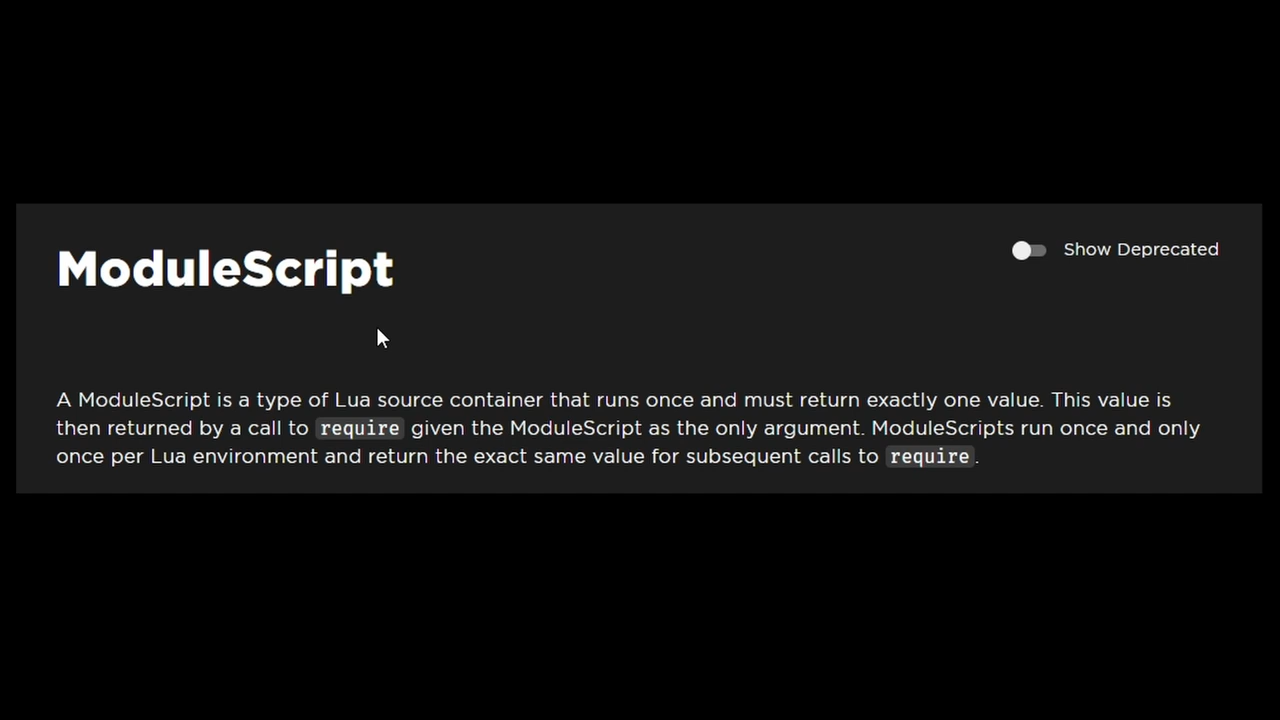 ModuleScript
Show Deprecated
A ModuleScript is a type of Lua source container that runs once and must return exactly one value. This value is
then returned by a call to require given the ModuleScript as the only argument. ModuleScripts run once and only
once per Lua environment and return the exact same value for subsequent calls to require.